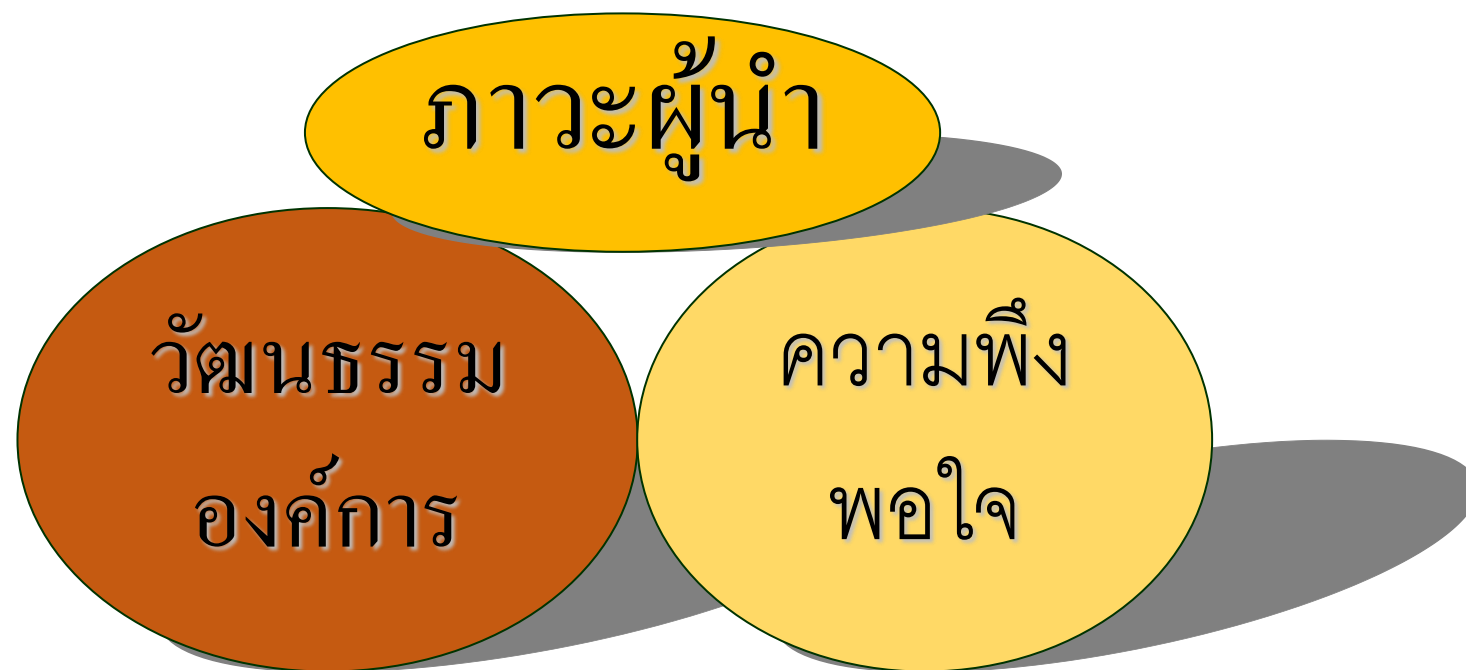 ภาวะผู้นำ
วัฒนธรรม
องค์การ
ความพึง
พอใจ